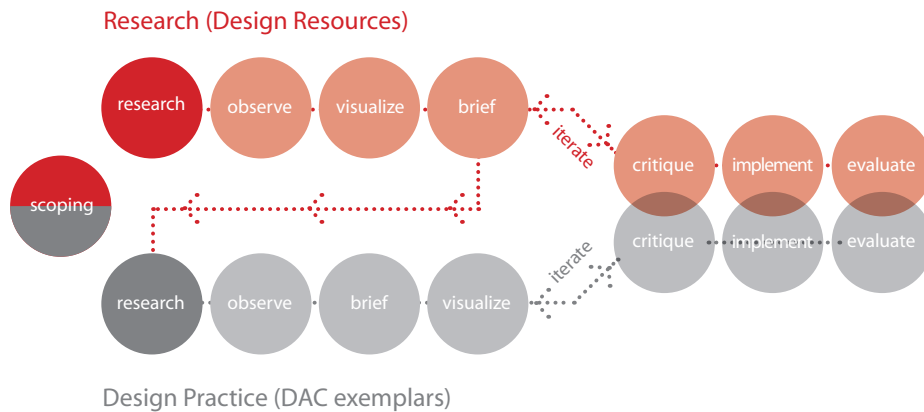 Research (Design Resources)
research
observe
visualize
brief
iterate
critique
implement
evaluate
scoping
critique
implement
evaluate
iterate
research
observe
brief
visualize
Design Practice (DAC exemplars)